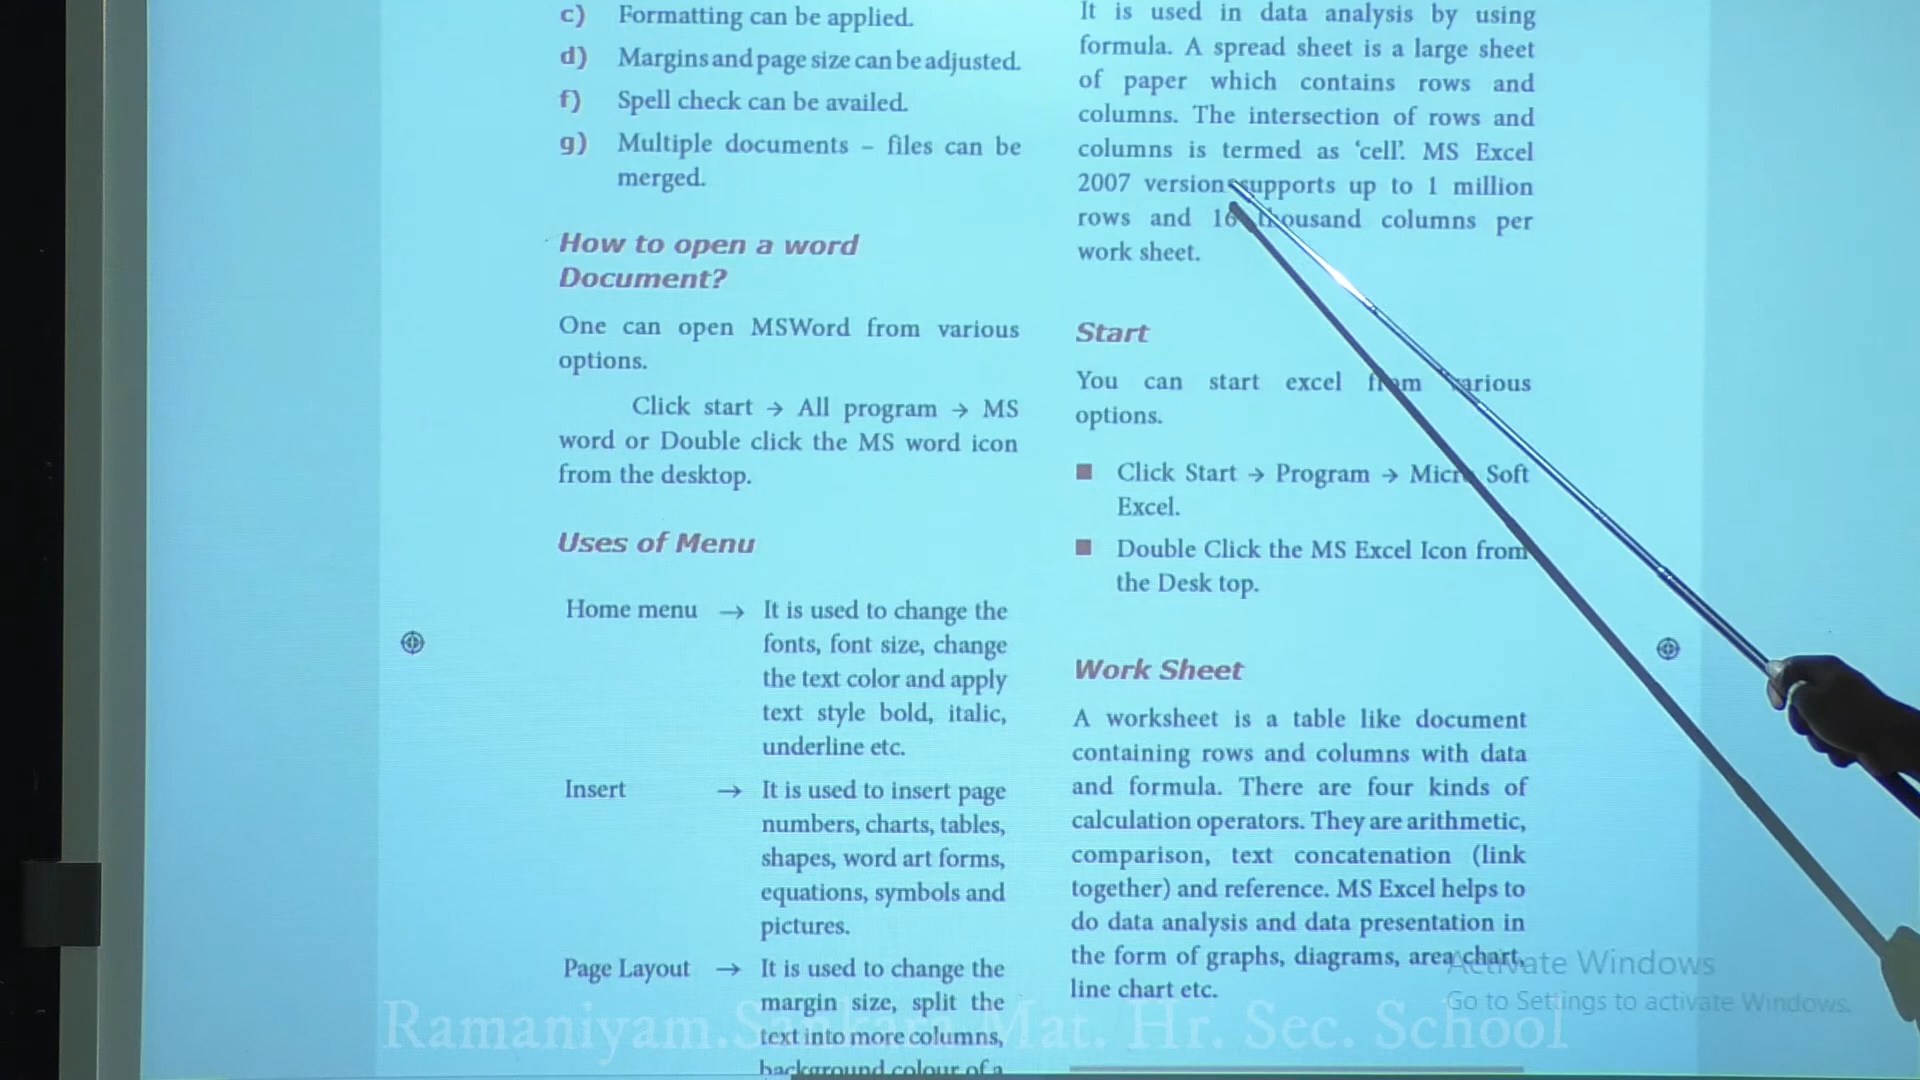 c) Formatting can be applied.
d) Margins and page size can be adjusted.
f) Spell check can be availed.
g) Multiple documents – files can be
merged.
How to open a word
Document?
One can open MSWord from various
options.
Click start → All program → MS
word or Double click the MS word icon
from the desktop.
Uses of Menu
Home menu → It is used to change the
fonts, font size, change
the text color and apply
text style bold, italic,
underline etc.
Insert → It is used to insert page
numbers, charts, tables,
shapes, word art forms,
equations, symbols and
pictures.
Page Layout → It is used to change the
margin size, split the
text into more columns,
background colour of a
It is used in data analysis by using
formula. A spread sheet is a large sheet
of paper which contains rows and
columns. The intersection of rows and
columns is termed as ‘cell’. MS Excel
2007 version supports up to 1 million
rows and 16 thousand columns per
work sheet.
Start
You can start excel from various
options.
■ Click Start → Program → Micro Soft
Excel.
■ Double Click the MS Excel Icon from
the Desk top.
Work Sheet
A worksheet is a table like document
containing rows and columns with data
and formula. There are four kinds of
calculation operators. They are arithmetic,
comparison, text concatenation (link
together) and reference. MS Excel helps to
do data analysis and data presentation in
the form of graphs, diagrams, area chart,
line chart etc.
Activate Windows
Go to Settings to activate Windows.
Ramaniyam.Sankara Mat. Hr. Sec. School